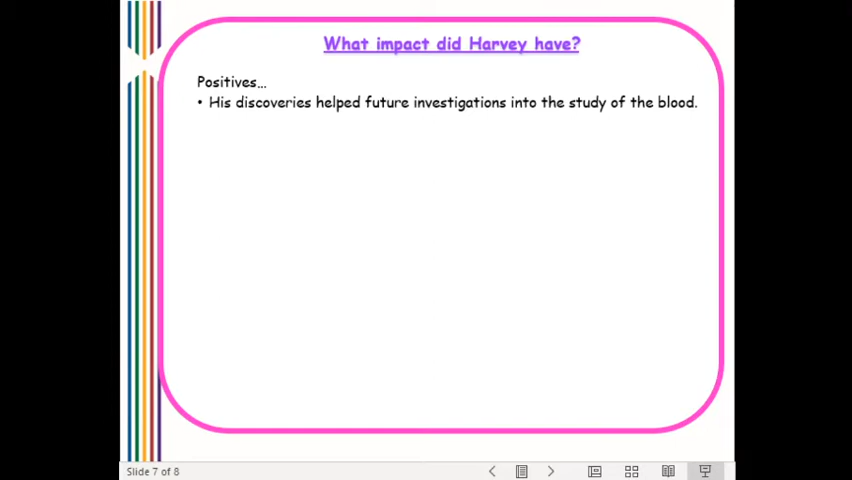 What impact did Harvey have?
Positives...
• His discoveries helped future investigations into the study of the blood.
Slide 7 of 8